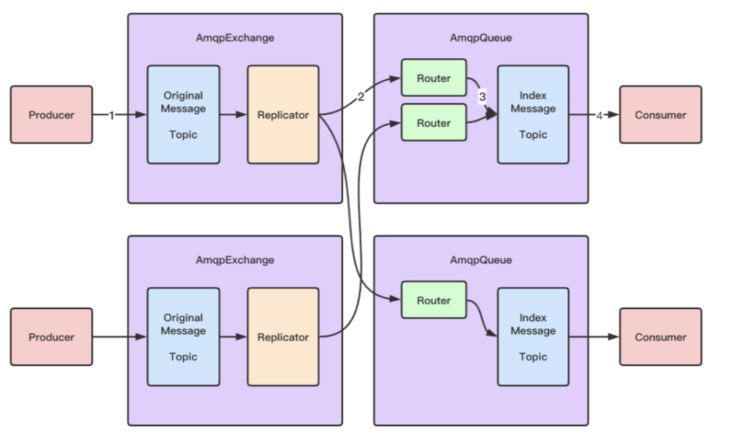 AmqpExchange
AmqpQueue
Producer
1
Original
Message
Topic
Replicator
2
Router
Router
3
Index
Message
Topic
4
Consumer
AmqpExchange
AmqpQueue
Producer
Original
Message
Topic
Replicator
Router
Index
Message
Topic
Consumer